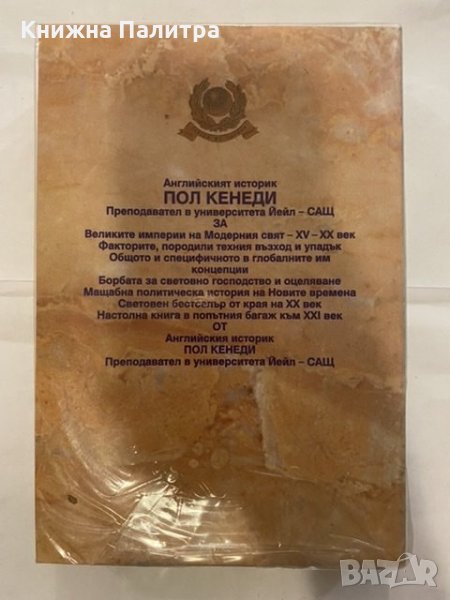 Книжна Палитра
Английският историк
ПОЛ КЕНЕДИ
Преподавател в университета Йейл – САЩ
ЗА
Великите империи на Модерния свят – XV – XX век
Факторите, породили техния възход и упадък
Общото и специфичното в глобалните им
концепции
Борбата за световно господство и оцеляване
Мащабна политическа история на Новите времена
Световен бестселър от края на XX век
Настолна книга в попътния багаж към XXI век
ОТ
Английския историк
ПОЛ КЕНЕДИ
Преподавател в университета Йейл – САЩ
BAZAR